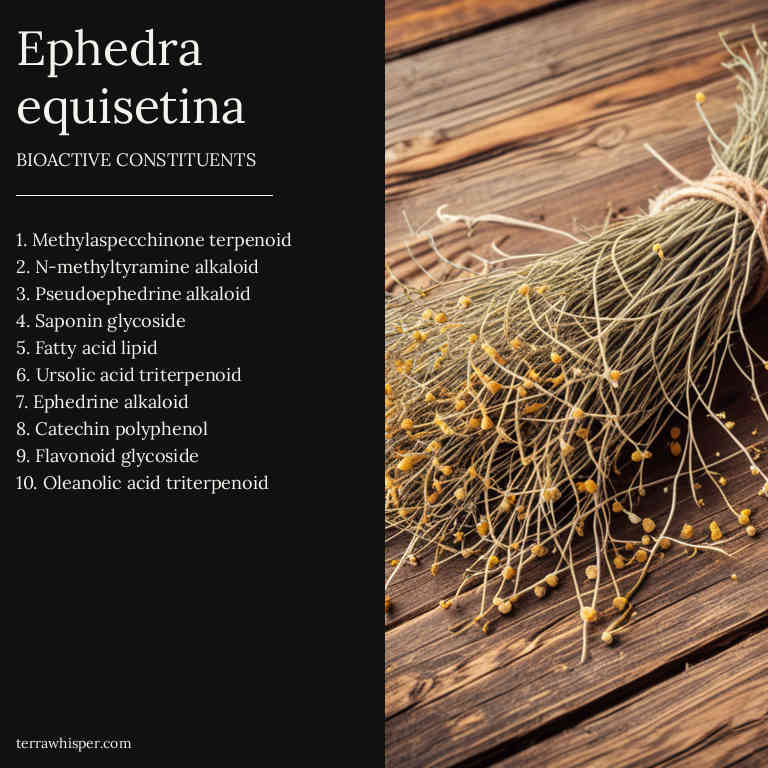 Ephedra
equisetina
BIOACTIVE CONSTITUENTS
1. Methylaspecchinone terpenoid
2. N-methyltyramine alkaloid
3. Pseudoephedrine alkaloid
4. Saponin glycoside
5. Fatty acid lipid
6. Ursolic acid triterpenoid
7. Ephedrine alkaloid
8. Catechin polyphenol
9. Flavonoid glycoside
10. Oleanolic acid triterpenoid
terrawhisper.com